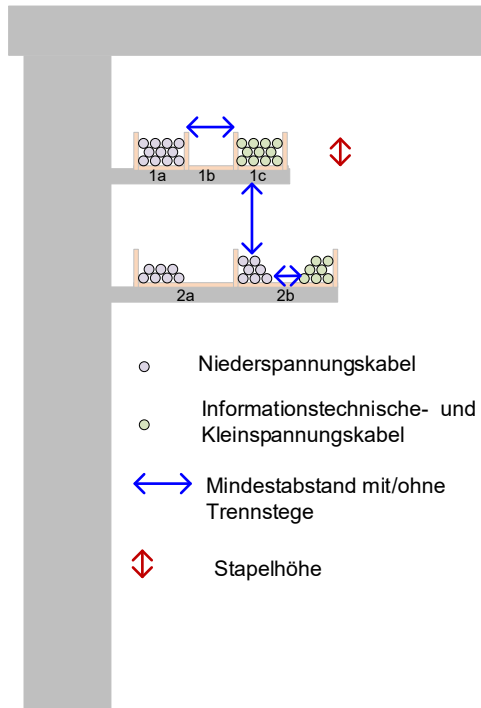 1a 1b 1c
2a 2b
Niederspannungskabel
Informationstechnische- und
Kleinspannungskabel
Mindestabstand mit/ohne
Trennstege
Stapelhöhe